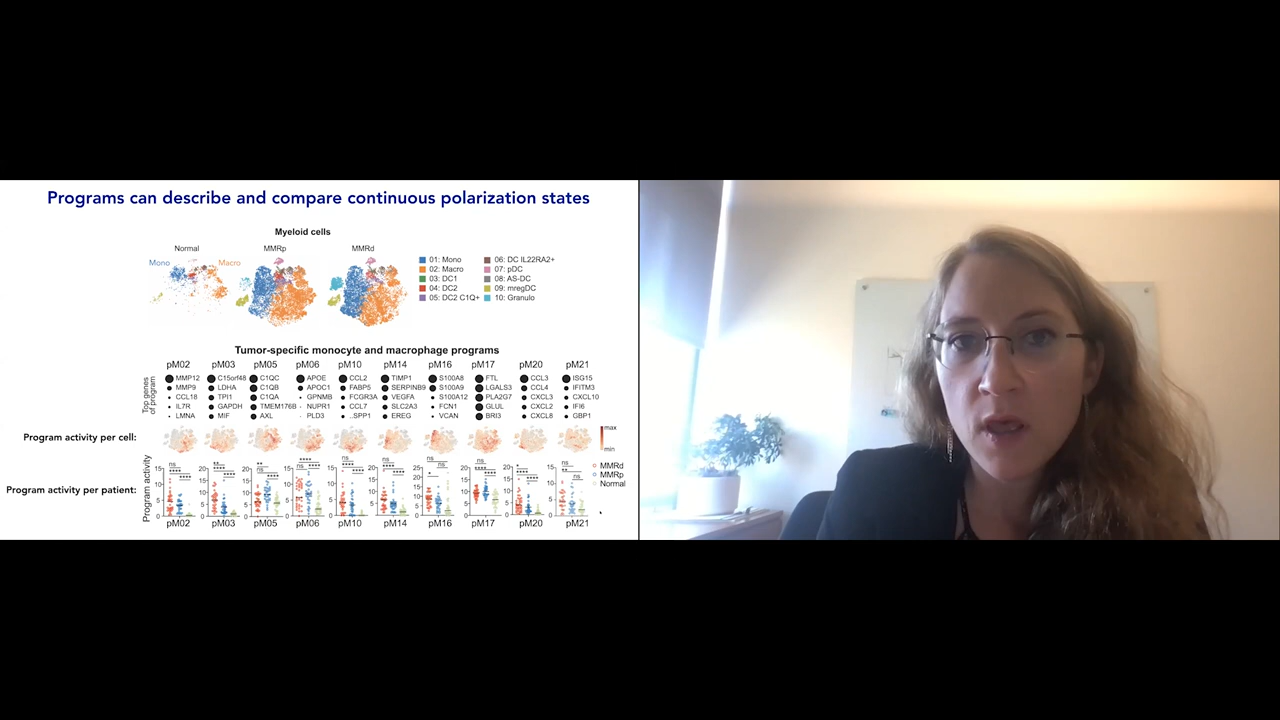 Programs can describe and compare continuous polarization states
Myeloid cells
Normal MMRp MMRd
Mono Macro
01: Mono 06: DC IL22RA2+
02: Macro 07: pDC
03: DC1 08: AS-DC
04: DC2 09: mregDC
05: DC2 C1Q+ 10: Granulo
Tumor-specific monocyte and macrophage programs
pM02 pM03 pM05 pM06 pM10 pM14 pM16 pM17 pM20 pM21
Top genes of program
MMP12 C15orf48 C1QC APOE CCL2 TIMP1 S100A8 FTL CCL3 ISG15
MMP9 LDHA C1QB APOC1 FABP5 SERPINB9 S100A9 LGALS3 CCL4 IFITM3
CCL18 TPI1 C1QA GPNMB FCGR3A VEGFA S100A12 PLA2G7 CXCL3 CXCL10
IL7R GAPDH TMEM176B NUPR1 CCL7 SLC2A3 FCN1 GLUL CXCL2 IFI6
LMNA MIF AXL PLD3 SPP1 EREG VCAN BRI3 CXCL8 GBP1
Program activity per cell:
max
min
Program activity per patient:
Program activity
MMRd
MMRp
Normal
pM02 pM03 pM05 pM06 pM10 pM14 pM16 pM17 pM20 pM21